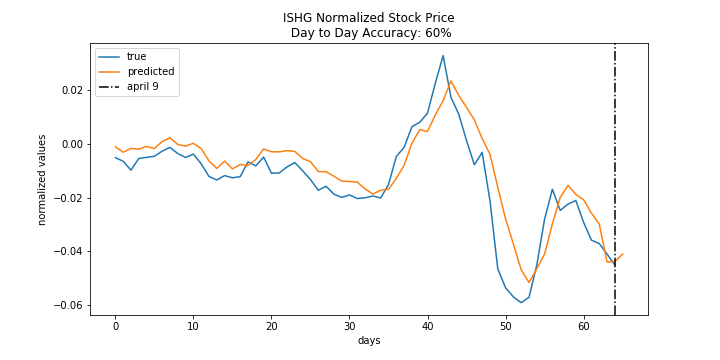 ISHG Normalized Stock Price
Day to Day Accuracy: 60%
true
predicted
april 9
0.02
0.00
−0.02
−0.04
−0.06
normalized values
0 10 20 30 40 50 60
days